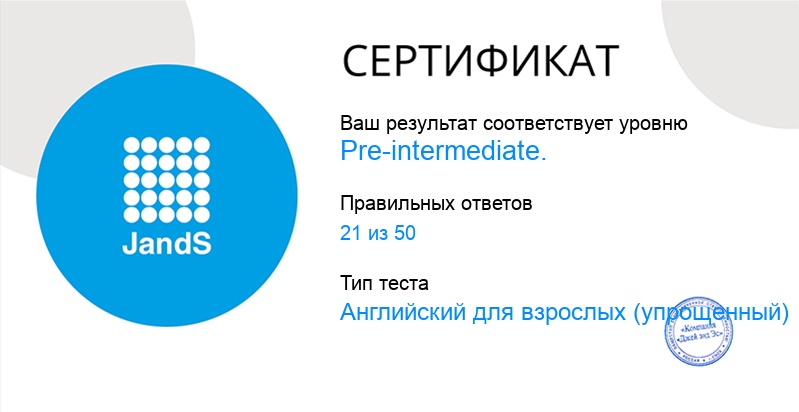 СЕРТИФИКАТ
Ваш результат соответствует уровню
Pre-intermediate.
Правильных ответов
21 из 50
Тип теста
Английский для взрослых (упрощенный)
JandS
«Компания
«Джей энд Эс»